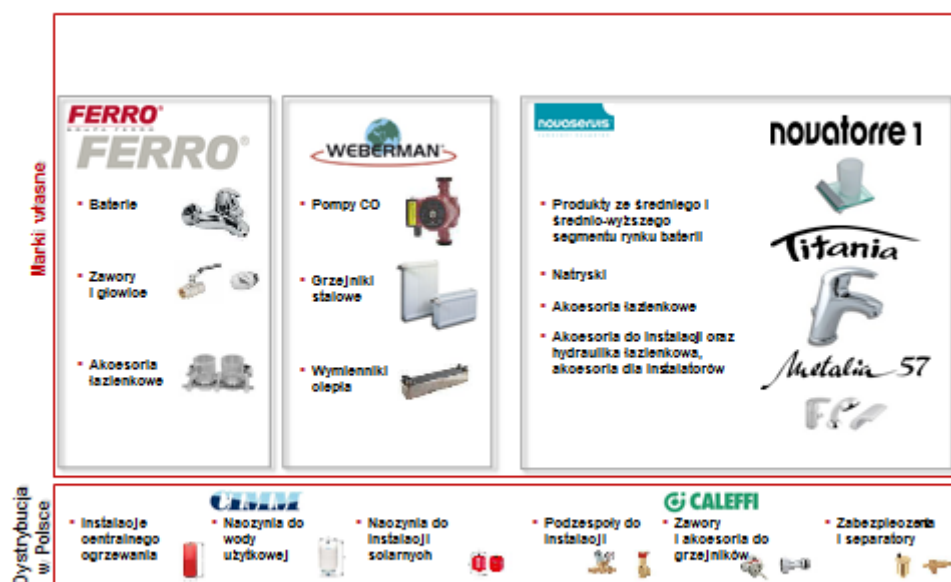 Marki własne
FERRO
GRUPA FERRO
FERRO
Baterie
Zawory
i głowice
Akcesoria
łazienkowe
WEBERMAN
Pompy CO
Grzejniki
stalowe
Wymienniki
ciepła
novaservis
Produkty ze średniego i
średnio-wyższego
segmentu rynku baterii
Natryski
Akcesoria łazienkowe
Akcesoria do instalacji oraz
hydraulika łazienkowa,
akcesoria dla instalatorów
novatorre 1
Titania
Metalia 57
Dystrybucja
w Polsce
CIMM
Instalacje
centralnego
ogrzewania
Naczynia do
wody
użytkowej
Naczynia do
instalacji
solarnych
CALEFFI
Podzespoły do
instalacji
Zawory
i akcesoria do
grzejników
Zabezpieczenia
i separatory